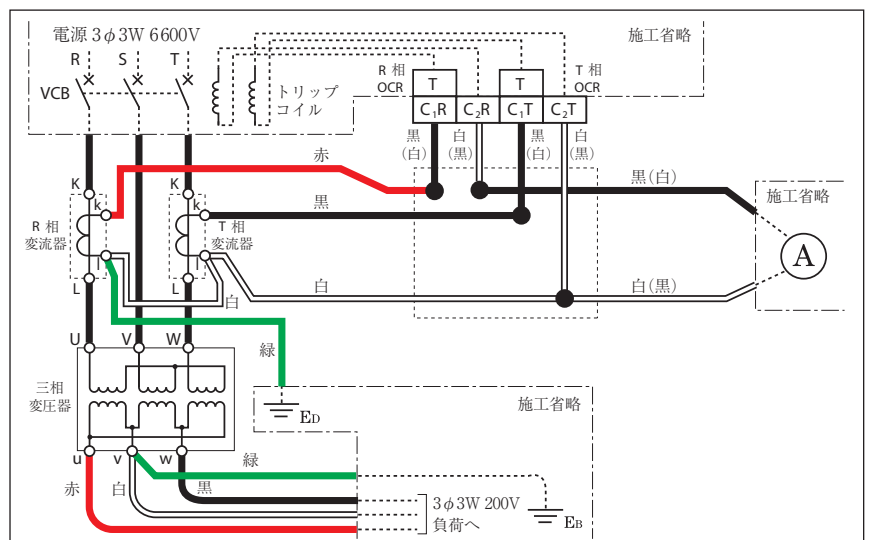 電源 3φ3W 6600V
R S T
VCB
トリップ
コイル
R 相
OCR
T
T
T 相
OCR
施工省略
C₁R C₂R C₁T C₂T
黒
(白)
白
(黒)
黒
(白)
白
(黒)
赤
黒(白)
施工省略
K
k
K
k
黒
R 相
変流器
T 相
変流器
A
l
l
L
L
白
白
白(黒)
U V W
緑
三相
変圧器
ED
施工省略
u v w
緑
赤 白 黒
3φ3W 200V
負荷へ
EB